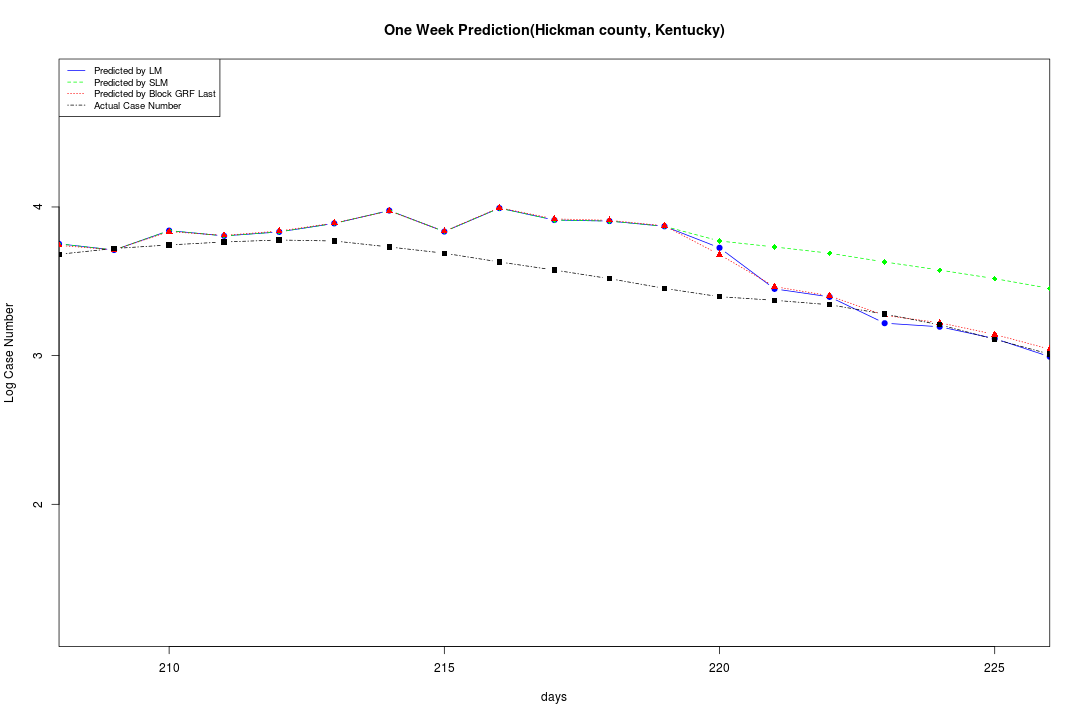 One Week Prediction(Hickman county, Kentucky)
Predicted by LM
Predicted by SLM
Predicted by Block GRF Last
Actual Case Number
4
3
2
Log Case Number
210
215
220
225
days